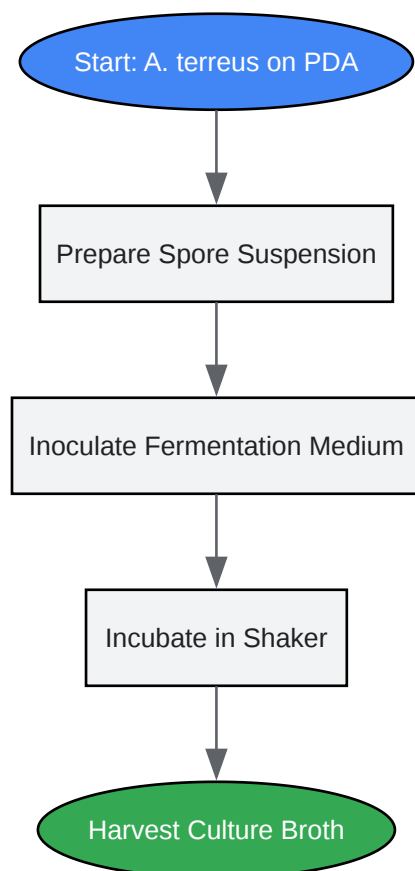 Start: A. terreus on PDA
Prepare Spore Suspension
Inoculate Fermentation Medium
Incubate in Shaker
Harvest Culture Broth